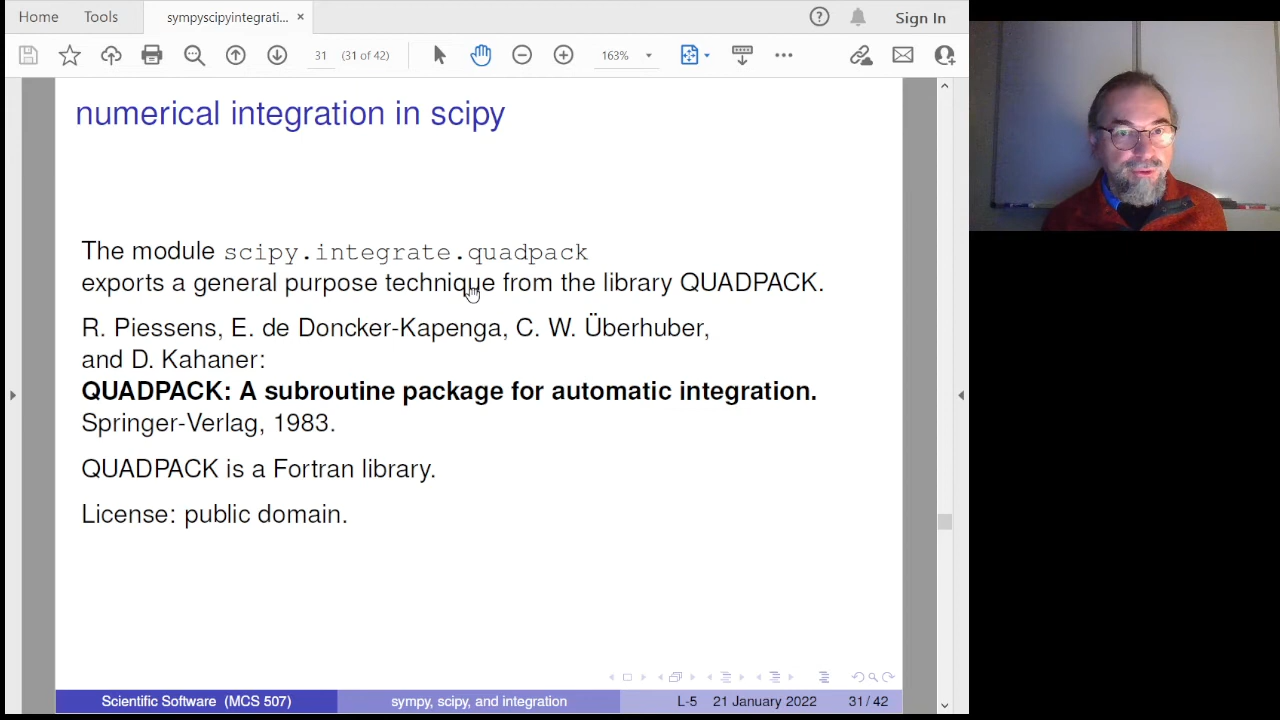 Home Tools sympyscipyintegrati... × Sign In
31 (31 of 42) 163%
numerical integration in scipy
The module scipy.integrate.quadpack
exports a general purpose technique from the library QUADPACK.
R. Piessens, E. de Doncker-Kapenga, C. W. Überhuber,
and D. Kahaner:
QUADPACK: A subroutine package for automatic integration.
Springer-Verlag, 1983.
QUADPACK is a Fortran library.
License: public domain.
Scientific Software (MCS 507) sympy, scipy, and integration L-5 21 January 2022 31 / 42